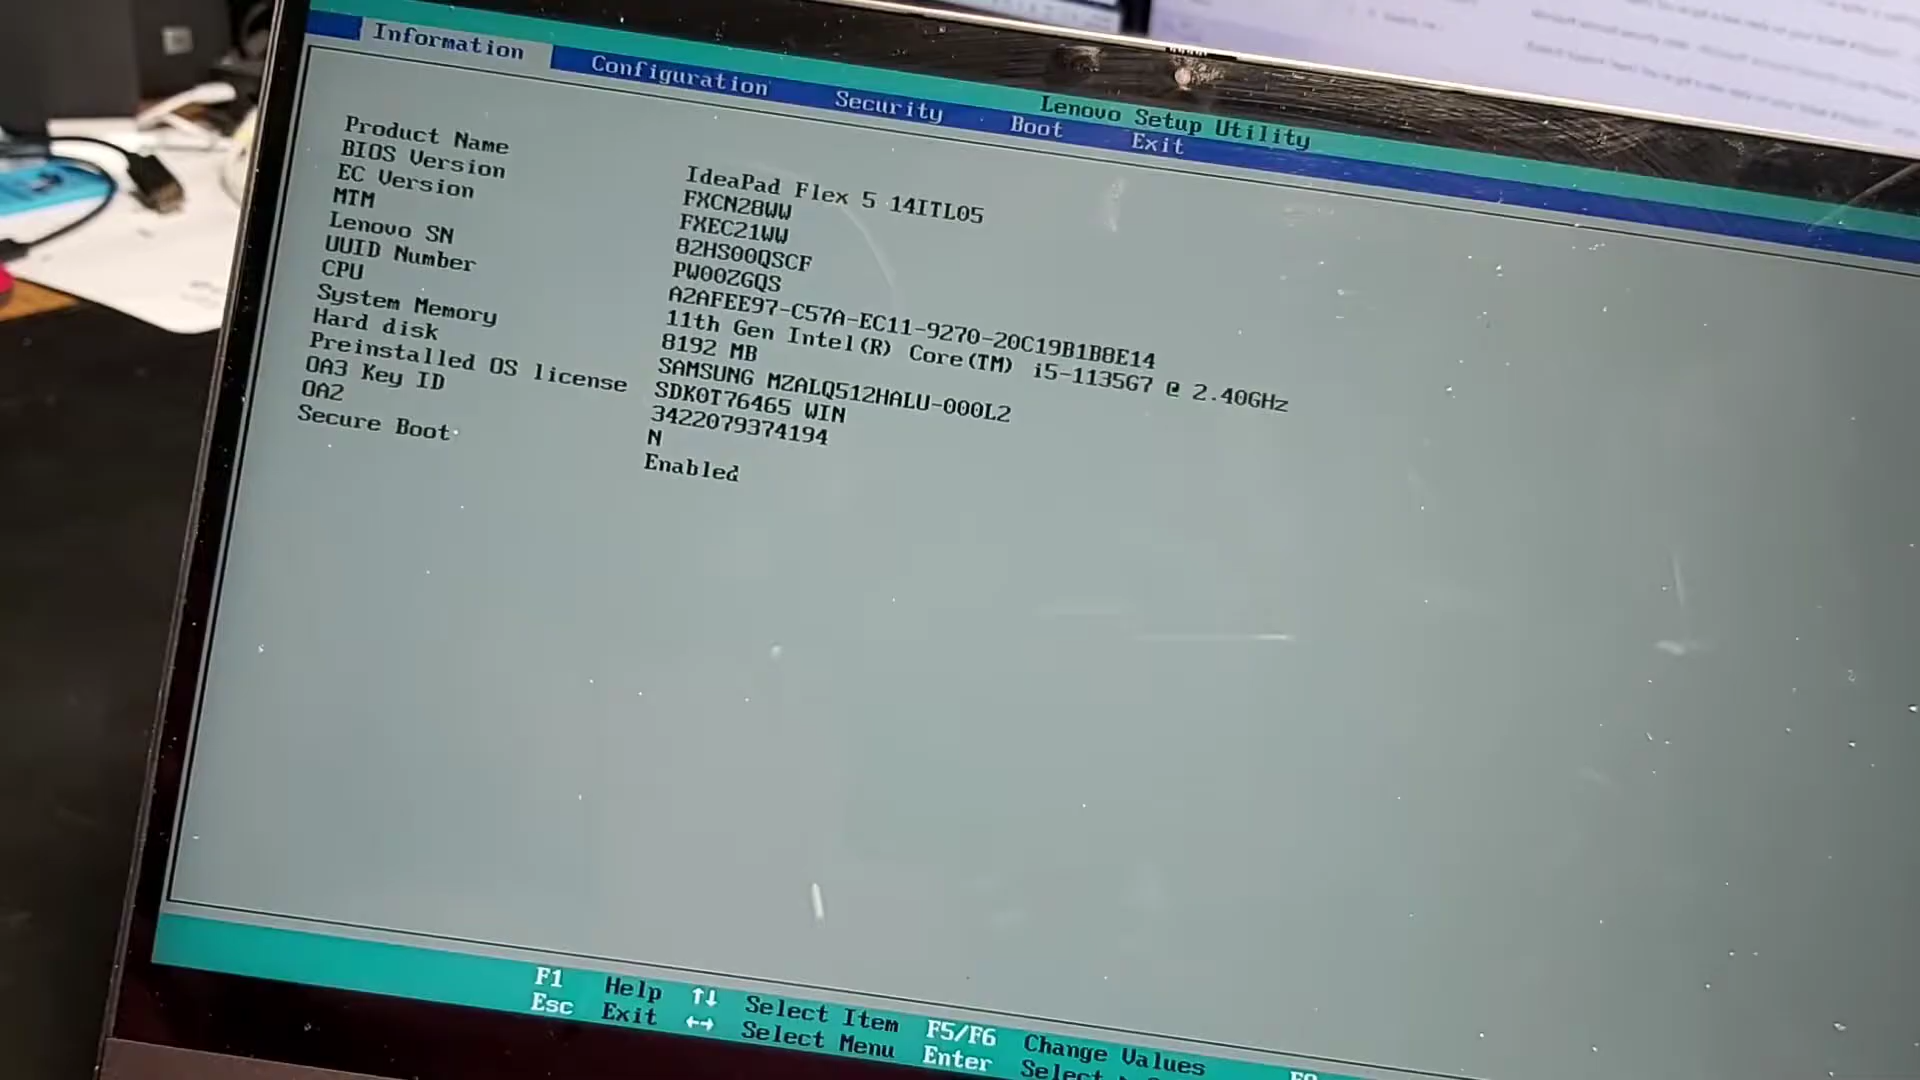 Lenovo Setup Utility
Information Configuration Security Boot Exit
Product Name IdeaPad Flex 5 14ITL05
BIOS Version FXCN28WW
EC Version FXEC21WW
MTM 82HS00QSCF
Lenovo SN PW00ZGQS
UUID Number A2AFEE97-C57A-EC11-9270-20C19B1B8E14
CPU 11th Gen Intel(R) Core(TM) i5-1135G7 @ 2.40GHz
System Memory 8192 MB
Hard disk SAMSUNG MZALQ512HALU-000L2
Preinstalled OS license SDK0T76465 WIN
OA3 Key ID 3422079374194
OA2 N
Secure Boot Enabled
F1 Help ↑↓ Select Item F5/F6 Change Values
Esc Exit ↔ Select Menu Enter Select